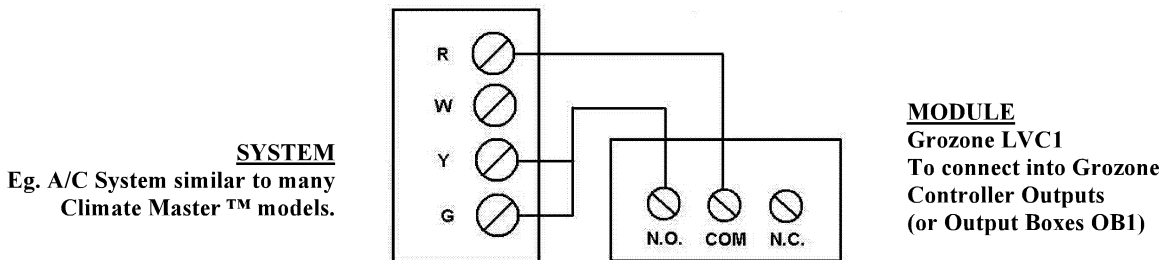 SYSTEM
Eg. A/C System similar to many
Climate Master ™ models.
R
W
Y
G
N.O. COM N.C.
MODULE
Grozone LVC1
To connect into Grozone
Controller Outputs
(or Output Boxes OB1)